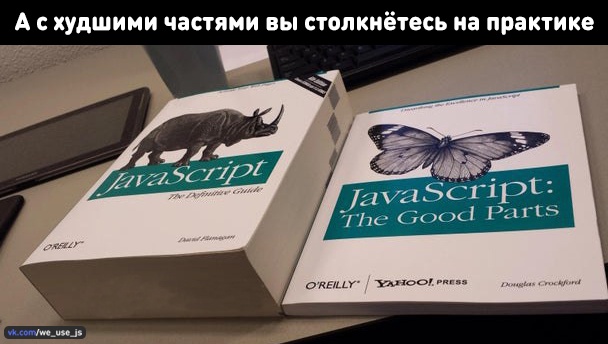 А с худшими частями вы столкнётесь на практике
JavaScript
The Definitive Guide
O'REILLY®
David Flanagan
Unearthing the Excellence in JavaScript
JavaScript:
The Good Parts
O'REILLY® | YAHOO! PRESS
Douglas Crockford
vk.com/we_use_js